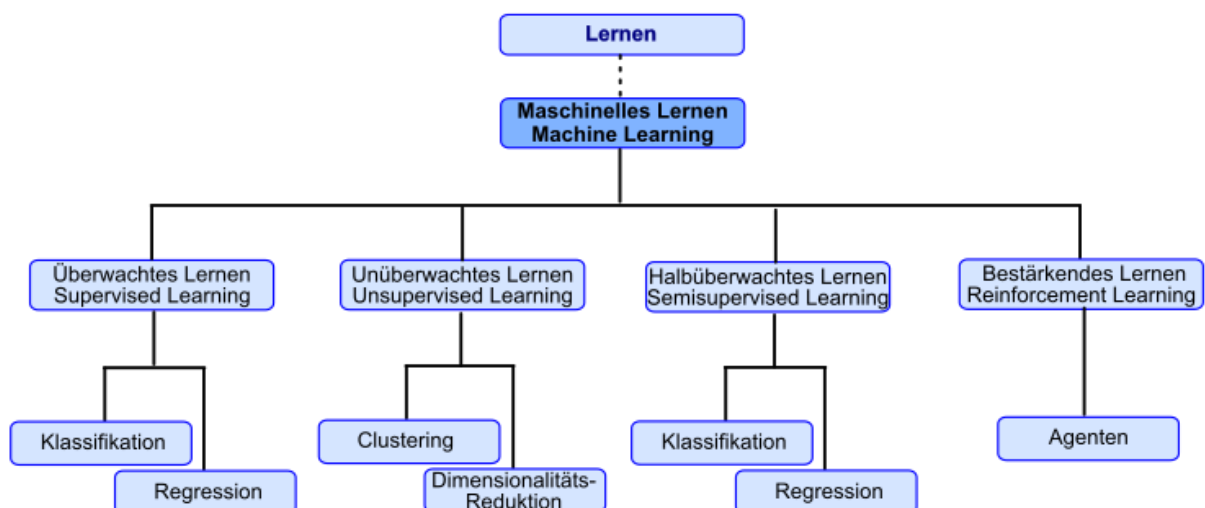 Lernen
Maschinelles Lernen
Machine Learning
Überwachtes Lernen
Supervised Learning
Unüberwachtes Lernen
Unsupervised Learning
Halbüberwachtes Lernen
Semisupervised Learning
Bestärkendes Lernen
Reinforcement Learning
Klassifikation
Regression
Clustering
Dimensionalitäts-
Reduktion
Klassifikation
Regression
Agenten